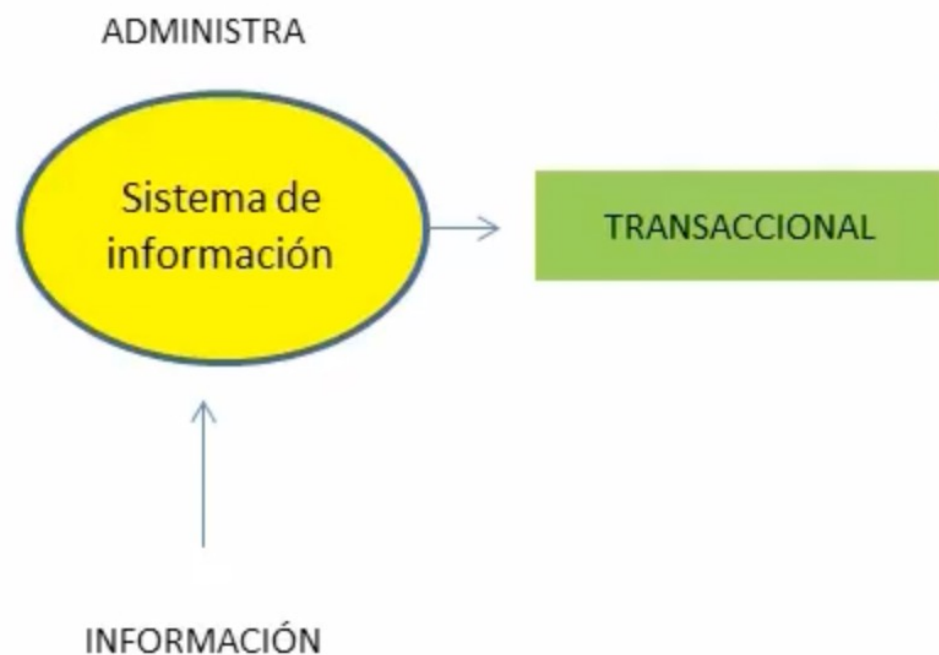 ADMINISTRA
Sistema de
información
TRANSACCIONAL
INFORMACIÓN